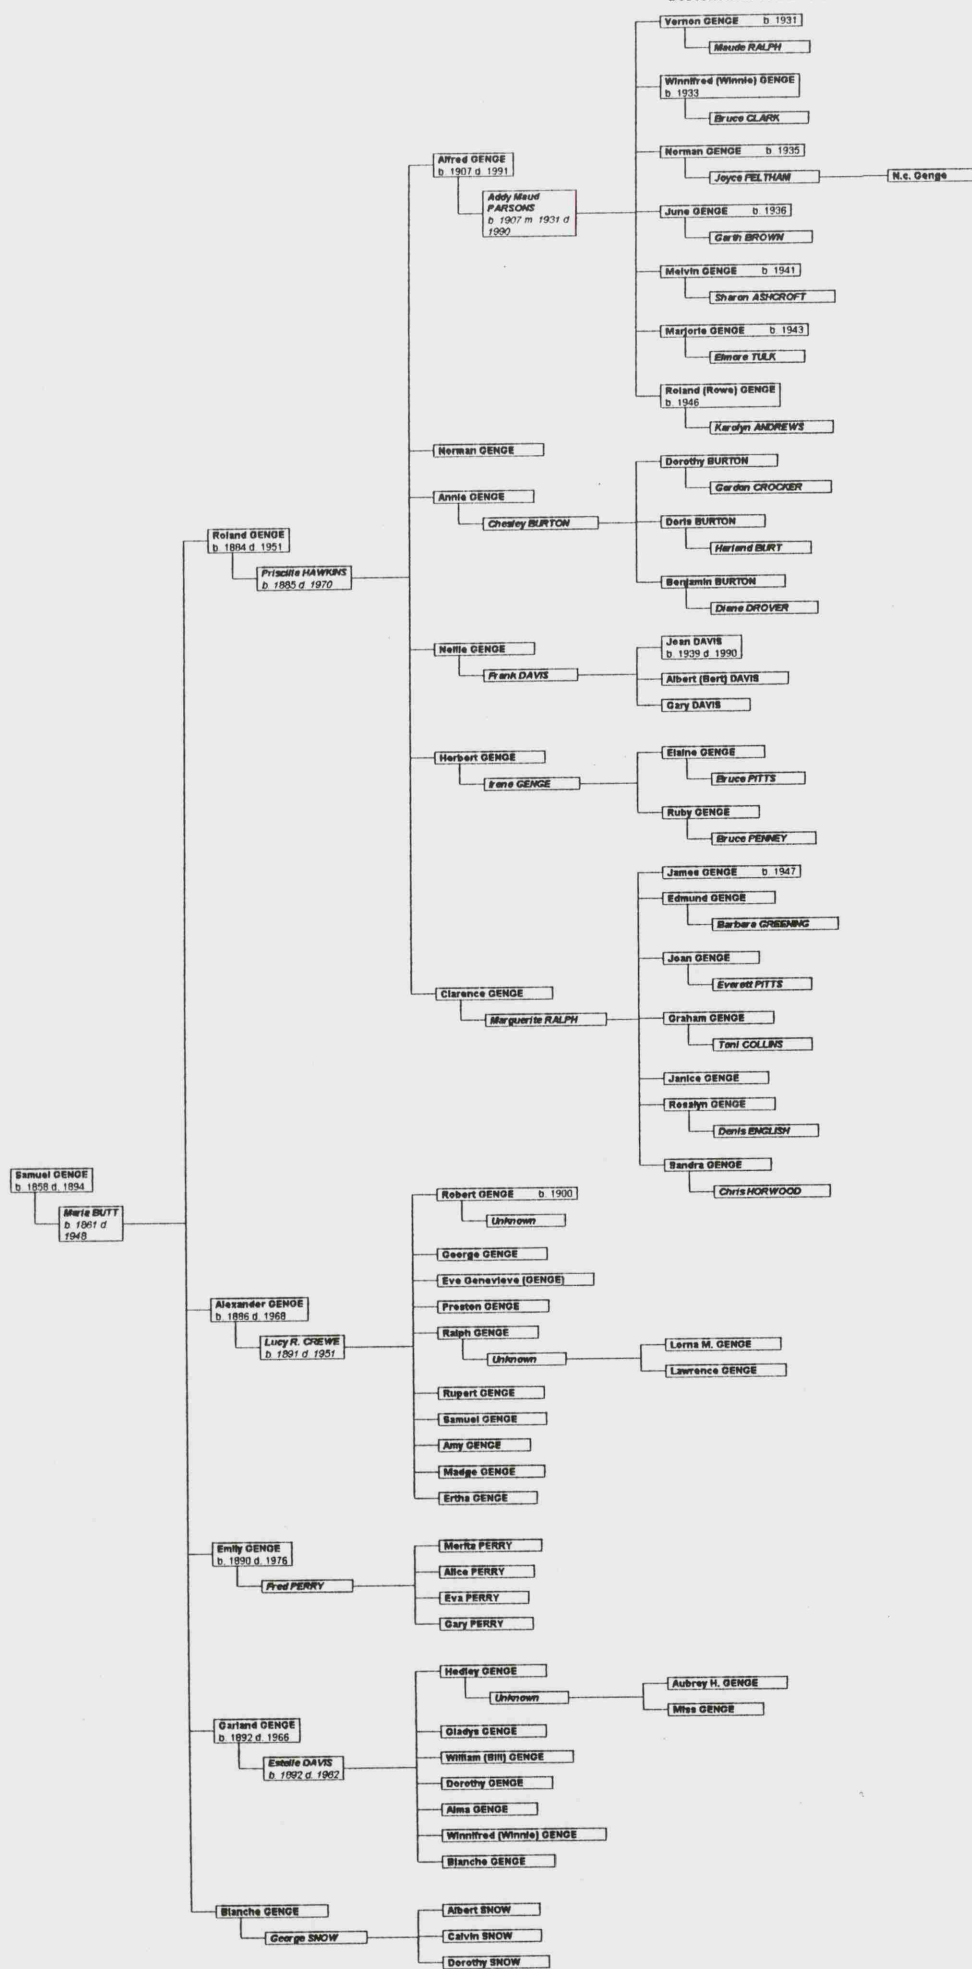 Vernon GENGE b. 1931
Maude RALPH
Winnifred (Winnie) GENGE
b. 1933
Bruce CLARK
Norman GENGE b. 1935
Joyce FELTHAM
N.c. Genge
June GENGE b. 1936
Garth BROWN
Melvin GENGE b. 1941
Sharon ASHCROFT
Marjorie GENGE b. 1943
Elmore TULK
Roland (Rowe) GENGE
b. 1946
Karolyn ANDREWS
Alfred GENGE
b. 1907 d. 1991
Addy Maud
PARSONS
b. 1907 m. 1931 d.
1990
Norman GENGE
Annie GENGE
Chesley BURTON
Dorothy BURTON
Gordon CROCKER
Doris BURTON
Harland BURT
Benjamin BURTON
Diane DROVER
Roland GENGE
b. 1884 d. 1951
Priscilla HAWKINS
b. 1885 d. 1970
Nellie GENGE
Frank DAVIS
Jean DAVIS
b. 1939 d. 1990
Albert (Bert) DAVIS
Gary DAVIS
Herbert GENGE
Irene GENGE
Elaine GENGE
Bruce PITTS
Ruby GENGE
Bruce PENNEY
Clarence GENGE
Marguerite RALPH
James GENGE b. 1947
Edmund GENGE
Barbara GREENING
Joan GENGE
Everett PITTS
Graham GENGE
Toni COLLINS
Janice GENGE
Rosalyn GENGE
Denis ENGLISH
Sandra GENGE
Chris HORWOOD
Samuel GENGE
b. 1858 d. 1894
Marie BUTT
b. 1861 d.
1948
Alexander GENGE
b. 1886 d. 1968
Lucy R. CREWE
b. 1891 d. 1951
Robert GENGE b. 1900
Unknown
George GENGE
Eve Genevieve (GENGE)
Preston GENGE
Ralph GENGE
Unknown
Lorna M. GENGE
Lawrence GENGE
Rupert GENGE
Samuel GENGE
Amy GENGE
Madge GENGE
Ertha GENGE
Emily GENGE
b. 1890 d. 1976
Fred PERRY
Merita PERRY
Alice PERRY
Eva PERRY
Gary PERRY
Garland GENGE
b. 1892 d. 1966
Estelle DAVIS
b. 1892 d. 1962
Hedley GENGE
Unknown
Aubrey H. GENGE
Miss GENGE
Gladys GENGE
William (Bill) GENGE
Dorothy GENGE
Alma GENGE
Winnifred (Winnie) GENGE
Blanche GENGE
Blanche GENGE
George SNOW
Albert SNOW
Calvin SNOW
Dorothy SNOW